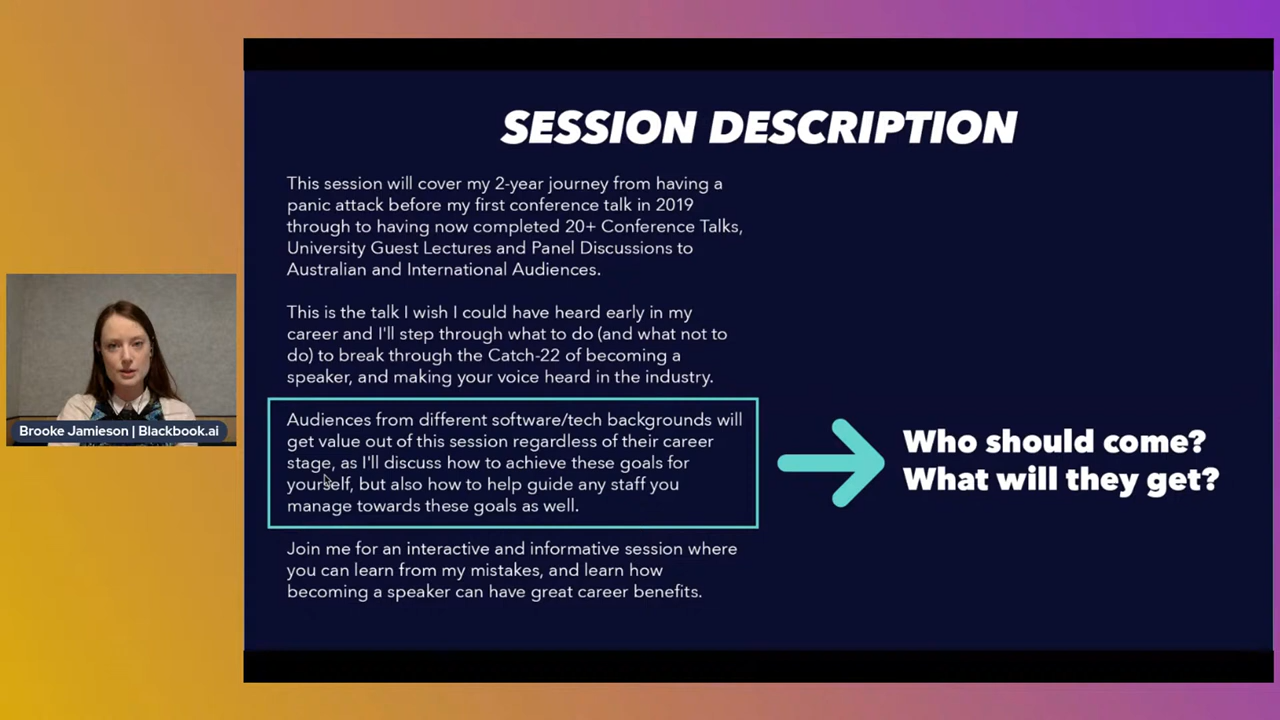 SESSION DESCRIPTION
This session will cover my 2-year journey from having a
panic attack before my first conference talk in 2019
through to having now completed 20+ Conference Talks,
University Guest Lectures and Panel Discussions to
Australian and International Audiences.
This is the talk I wish I could have heard early in my
career and I'll step through what to do (and what not to
do) to break through the Catch-22 of becoming a
speaker, and making your voice heard in the industry.
Audiences from different software/tech backgrounds will
get value out of this session regardless of their career
stage, as I'll discuss how to achieve these goals for
yourself, but also how to help guide any staff you
manage towards these goals as well.
Who should come?
What will they get?
Join me for an interactive and informative session where
you can learn from my mistakes, and learn how
becoming a speaker can have great career benefits.
Brooke Jamieson | Blackbook.ai